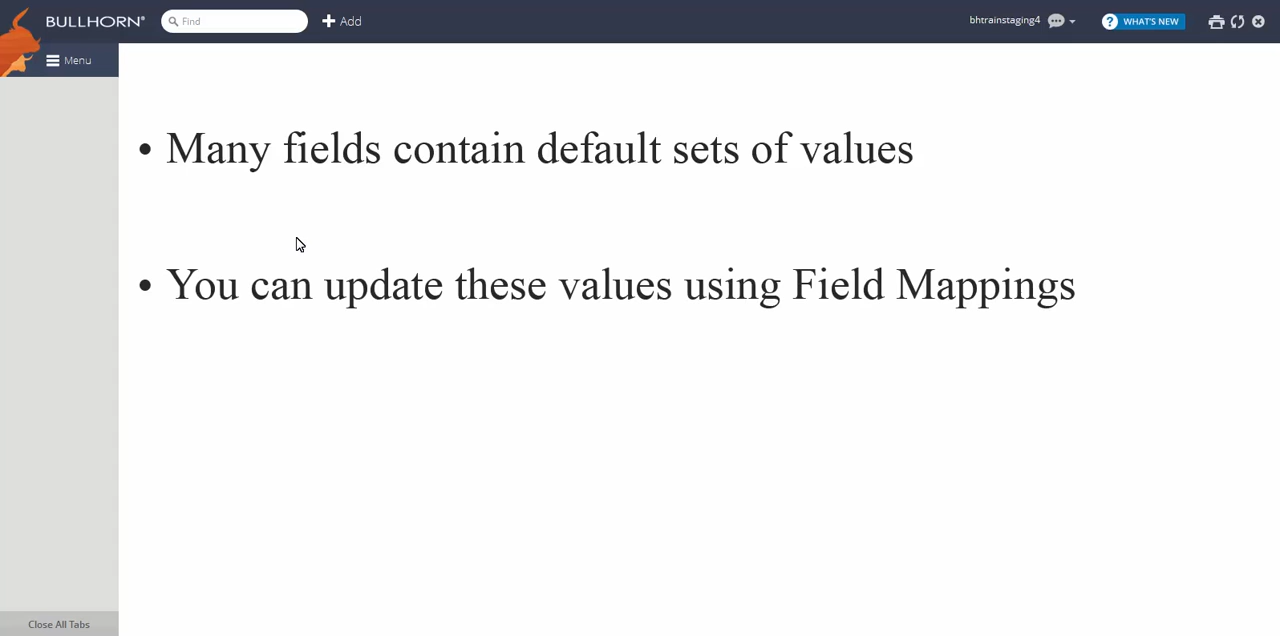 BULLHORN®
Find
Add
bhtrainstaging4
? WHAT'S NEW
Menu
• Many fields contain default sets of values
• You can update these values using Field Mappings
Close All Tabs